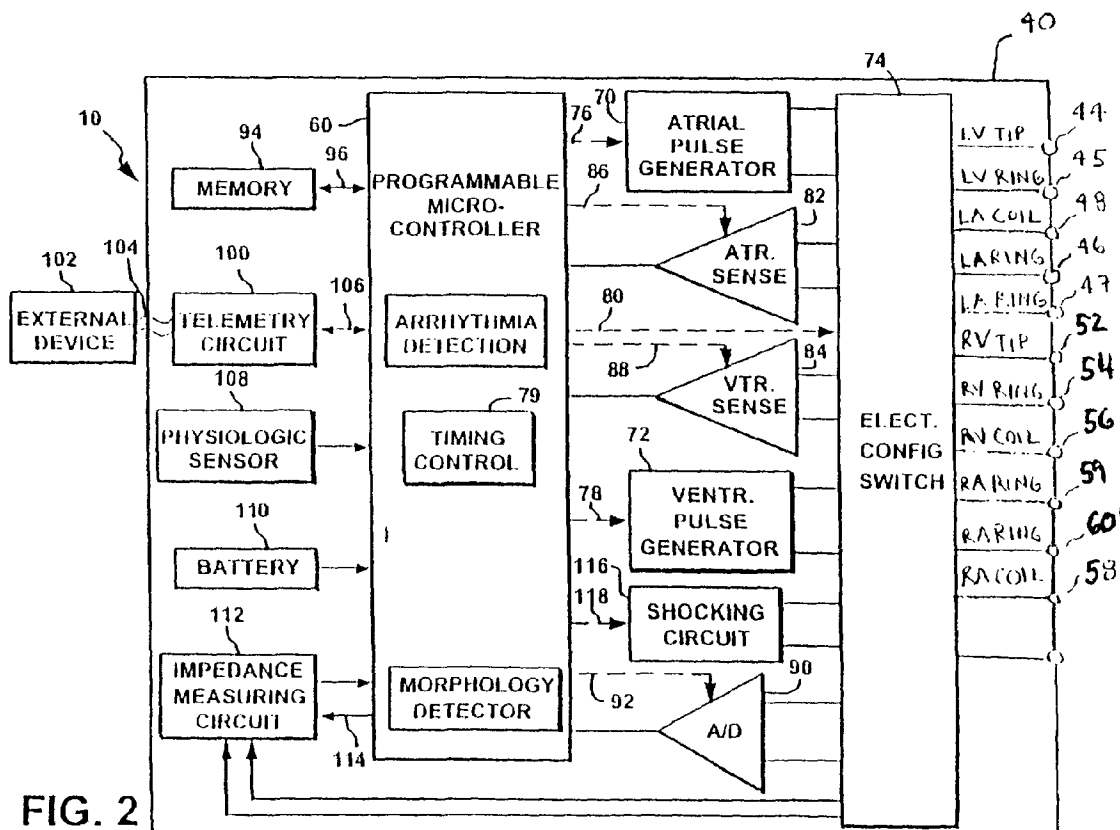 40
74
10
94
MEMORY
96
60
PROGRAMMABLE
MICRO-
CONTROLLER
76
70
ATRIAL
PULSE
GENERATOR
86
82
ATR.
SENSE
102
EXTERNAL
DEVICE
104
100
TELEMETRY
CIRCUIT
106
ARRHYTHMIA
DETECTION
80
88
84
VTR.
SENSE
108
PHYSIOLOGIC
SENSOR
79
TIMING
CONTROL
72
78
VENTR.
PULSE
GENERATOR
110
BATTERY
116
118
SHOCKING
CIRCUIT
112
IMPEDANCE
MEASURING
CIRCUIT
114
MORPHOLOGY
DETECTOR
92
90
A/D
ELECT.
CONFIG
SWITCH
LV TIP 44
LV RING 45
LA COIL 48
LA RING 46
LA RING 47
RV TIP 52
RV RING 54
RV COIL 56
RA RING 59
RA RING 60'
RA COIL 58
FIG. 2